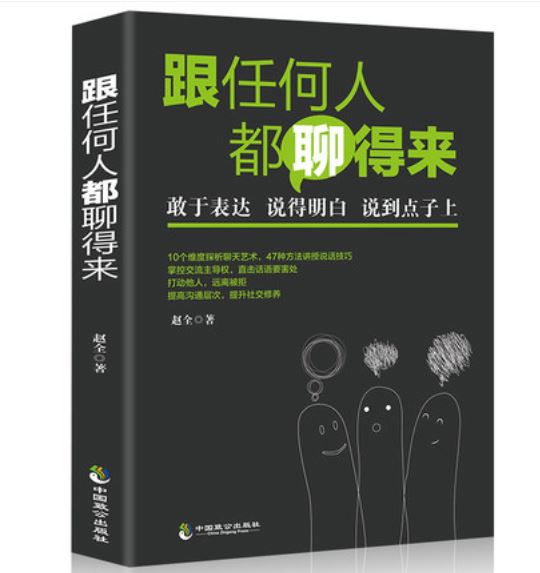 跟任何人都聊得来
赵全◎著
中国致公出版社
跟任何人
都聊得来
敢于表达 说得明白 说到点子上
10个维度探析聊天艺术，47种方法讲授说话技巧
掌控交流主导权，直击话语要害处
打动他人，远离被拒
提高沟通层次，提升社交修养
赵全◎著
中国致公出版社
China Zhigong Press